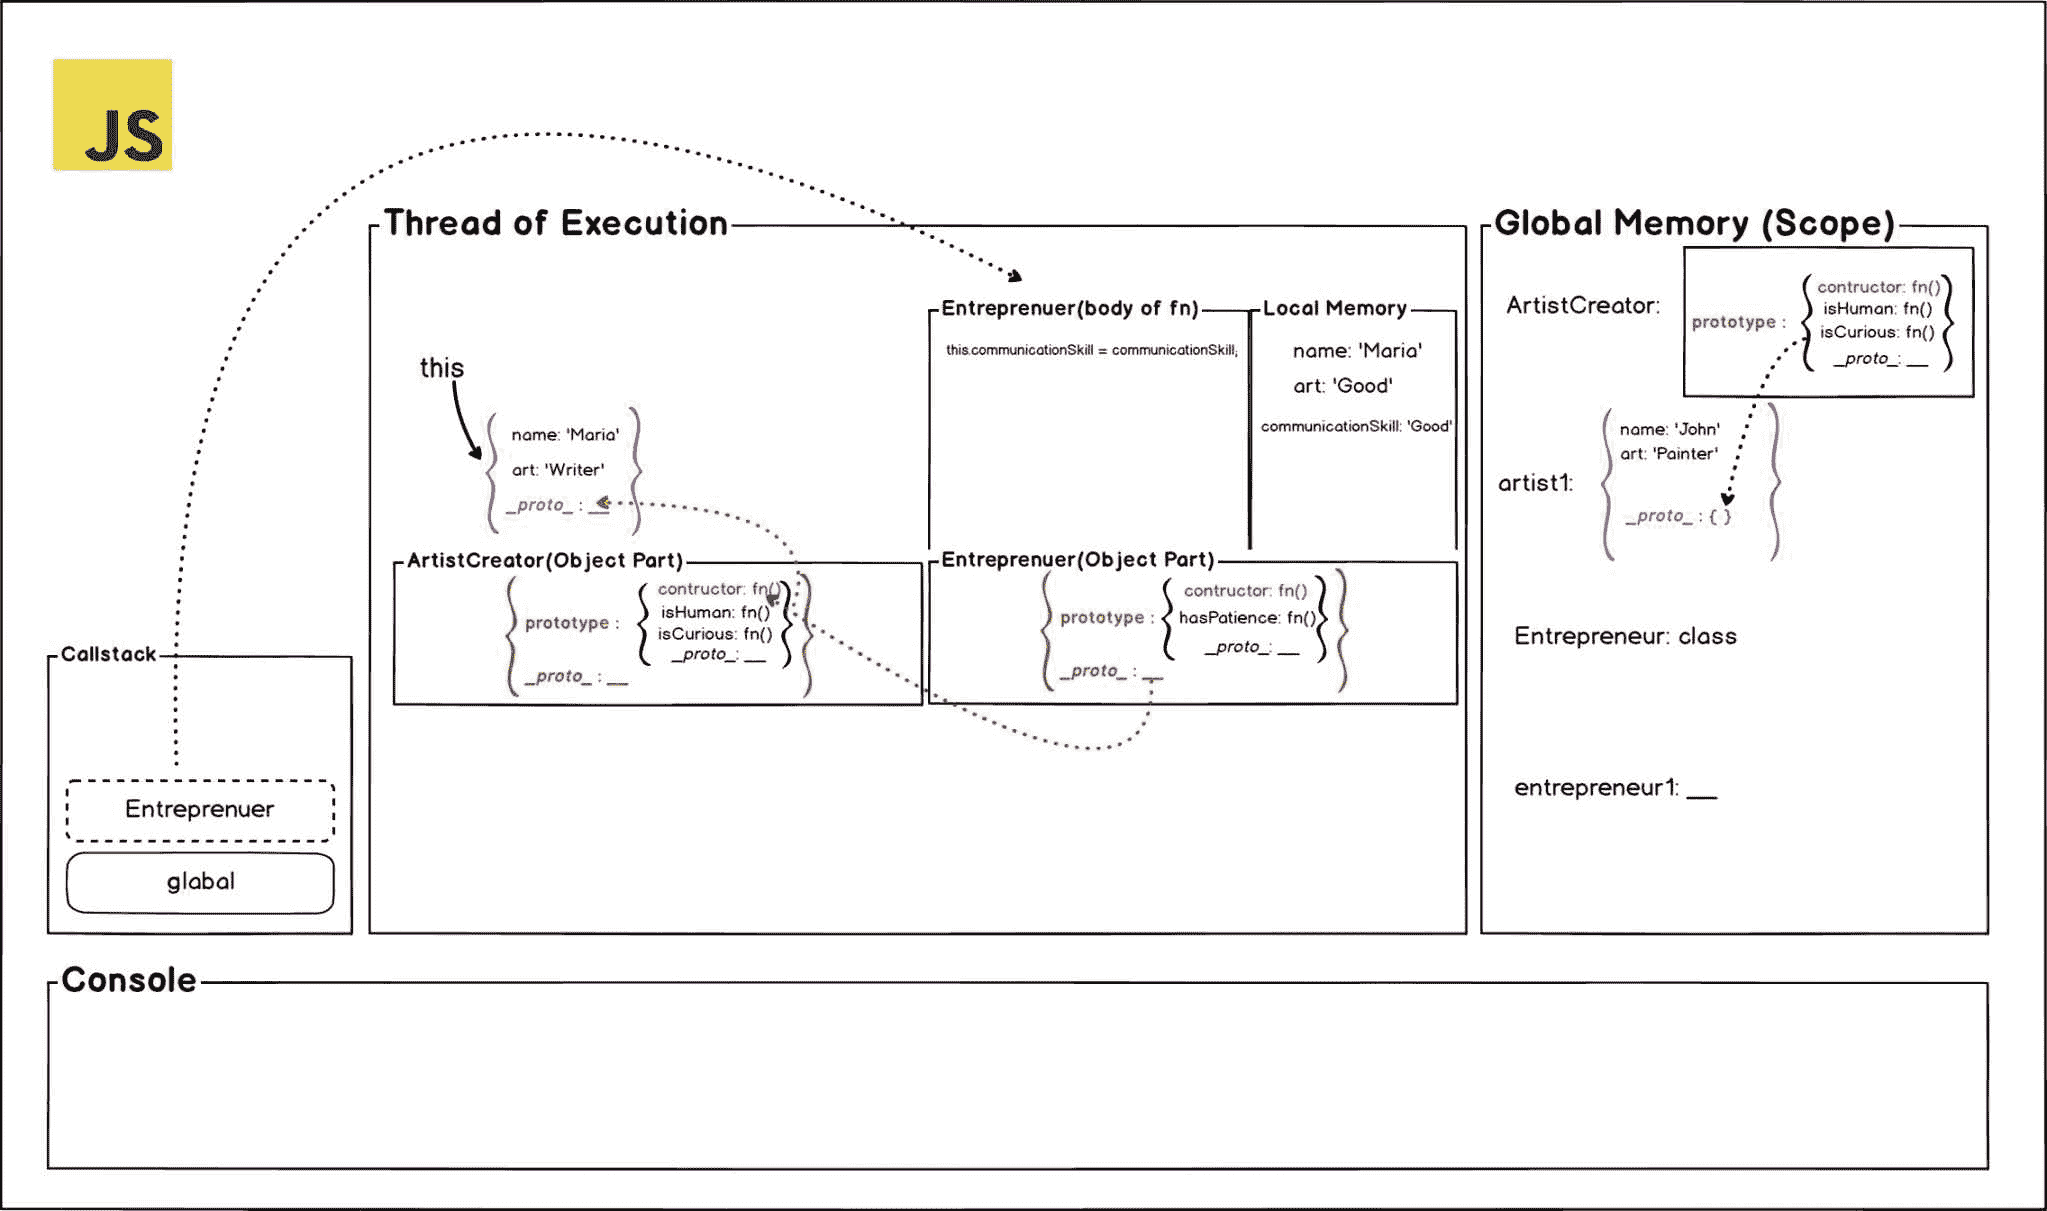 JS
Thread of Execution
this
name: 'Maria'
art: 'Writer'
_proto_ : __
Entreprenuer(body of fn)
this.communicationSkill = communicationSkill;
Local Memory
name: 'Maria'
art: 'Good'
communicationSkill: 'Good'
ArtistCreator(Object Part)
prototype :
contructor: fn()
isHuman: fn()
isCurious: fn()
_proto_: __
_proto_ : __
Entreprenuer(Object Part)
prototype :
contructor: fn()
hasPatience: fn()
_proto_: __
_proto_ : __
Global Memory (Scope)
ArtistCreator:
prototype :
contructor: fn()
isHuman: fn()
isCurious: fn()
_proto_: __
artist1:
name: 'John'
art: 'Painter'
_proto_ : { }
Entrepreneur: class
entrepreneur1: __
Callstack
Entreprenuer
glabal
Console